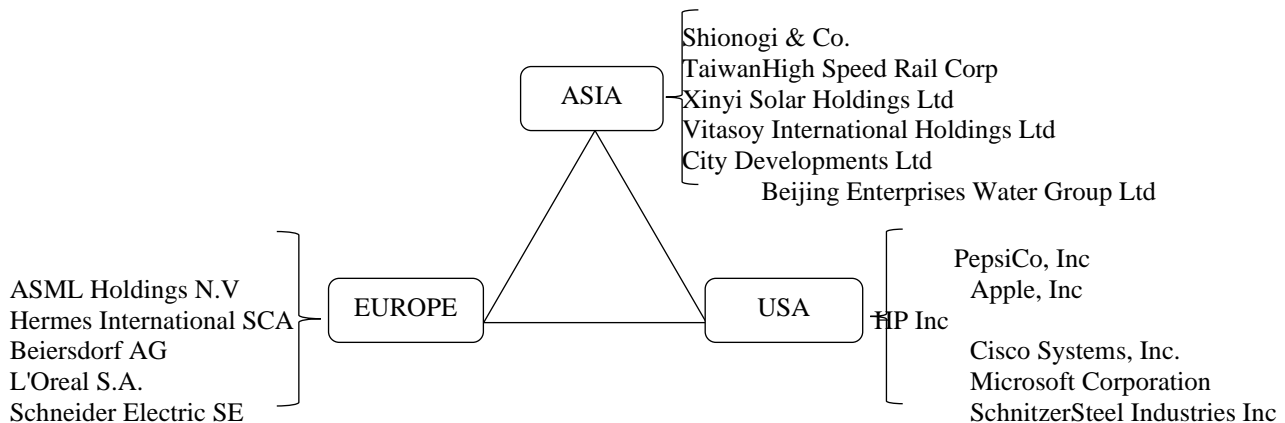 Shionogi & Co.
TaiwanHigh Speed Rail Corp
ASIA
Xinyi Solar Holdings Ltd
Vitasoy International Holdings Ltd
City Developments Ltd
Beijing Enterprises Water Group Ltd
ASML Holdings N.V
Hermes International SCA
Beiersdorf AG
L'Oreal S.A.
Schneider Electric SE
EUROPE
USA
PepsiCo, Inc
Apple, Inc
HP Inc
Cisco Systems, Inc.
Microsoft Corporation
SchnitzerSteel Industries Inc